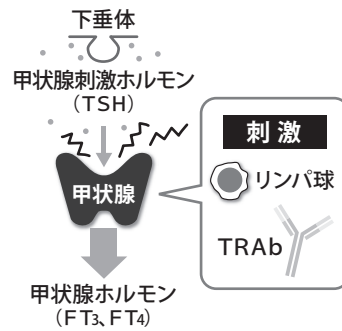 下垂体
甲状腺刺激ホルモン
(TSH)
甲状腺
甲状腺ホルモン
(FT3、FT4)
刺激
リンパ球
TRAb